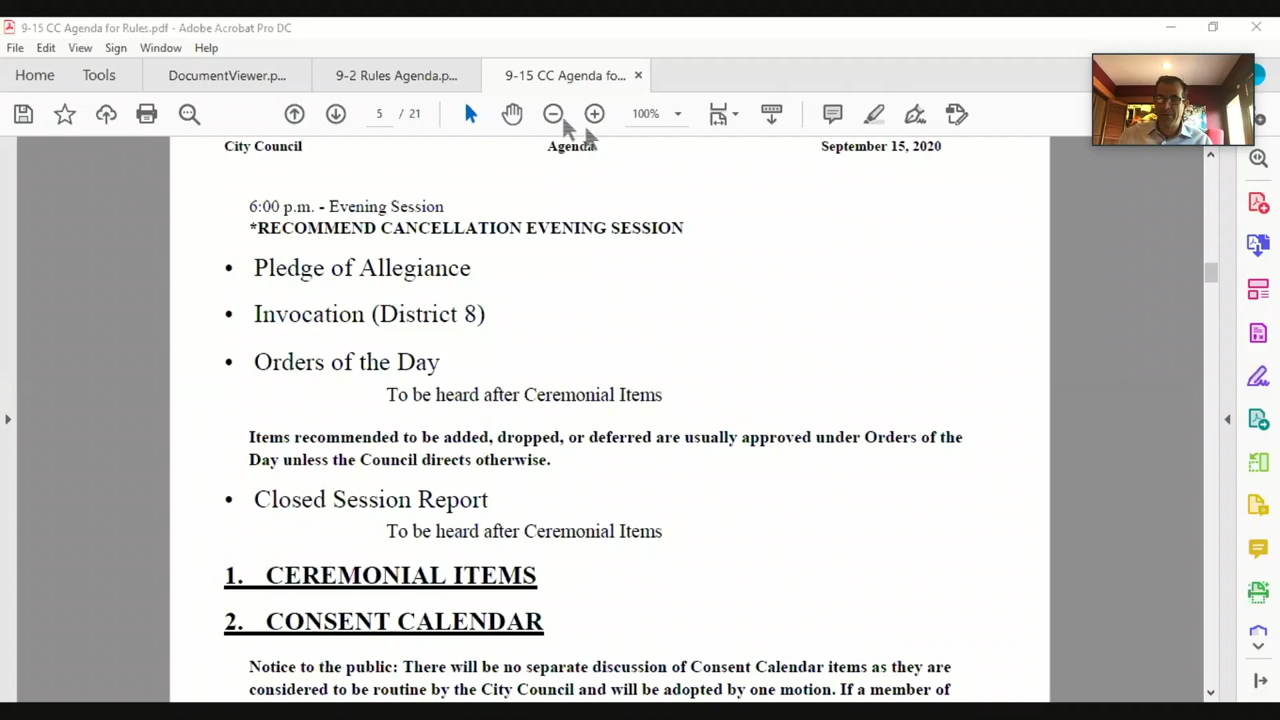 9-15 CC Agenda for Rules.pdf - Adobe Acrobat Pro DC
File Edit View Sign Window Help
Home Tools DocumentViewer.p... 9-2 Rules Agenda.p... 9-15 CC Agenda fo... ×
5 / 21 100%
City Council Agenda September 15, 2020
6:00 p.m. - Evening Session
*RECOMMEND CANCELLATION EVENING SESSION
• Pledge of Allegiance
• Invocation (District 8)
• Orders of the Day
To be heard after Ceremonial Items
Items recommended to be added, dropped, or deferred are usually approved under Orders of the
Day unless the Council directs otherwise.
• Closed Session Report
To be heard after Ceremonial Items
1. CEREMONIAL ITEMS
2. CONSENT CALENDAR
Notice to the public: There will be no separate discussion of Consent Calendar items as they are
considered to be routine by the City Council and will be adopted by one motion. If a member of